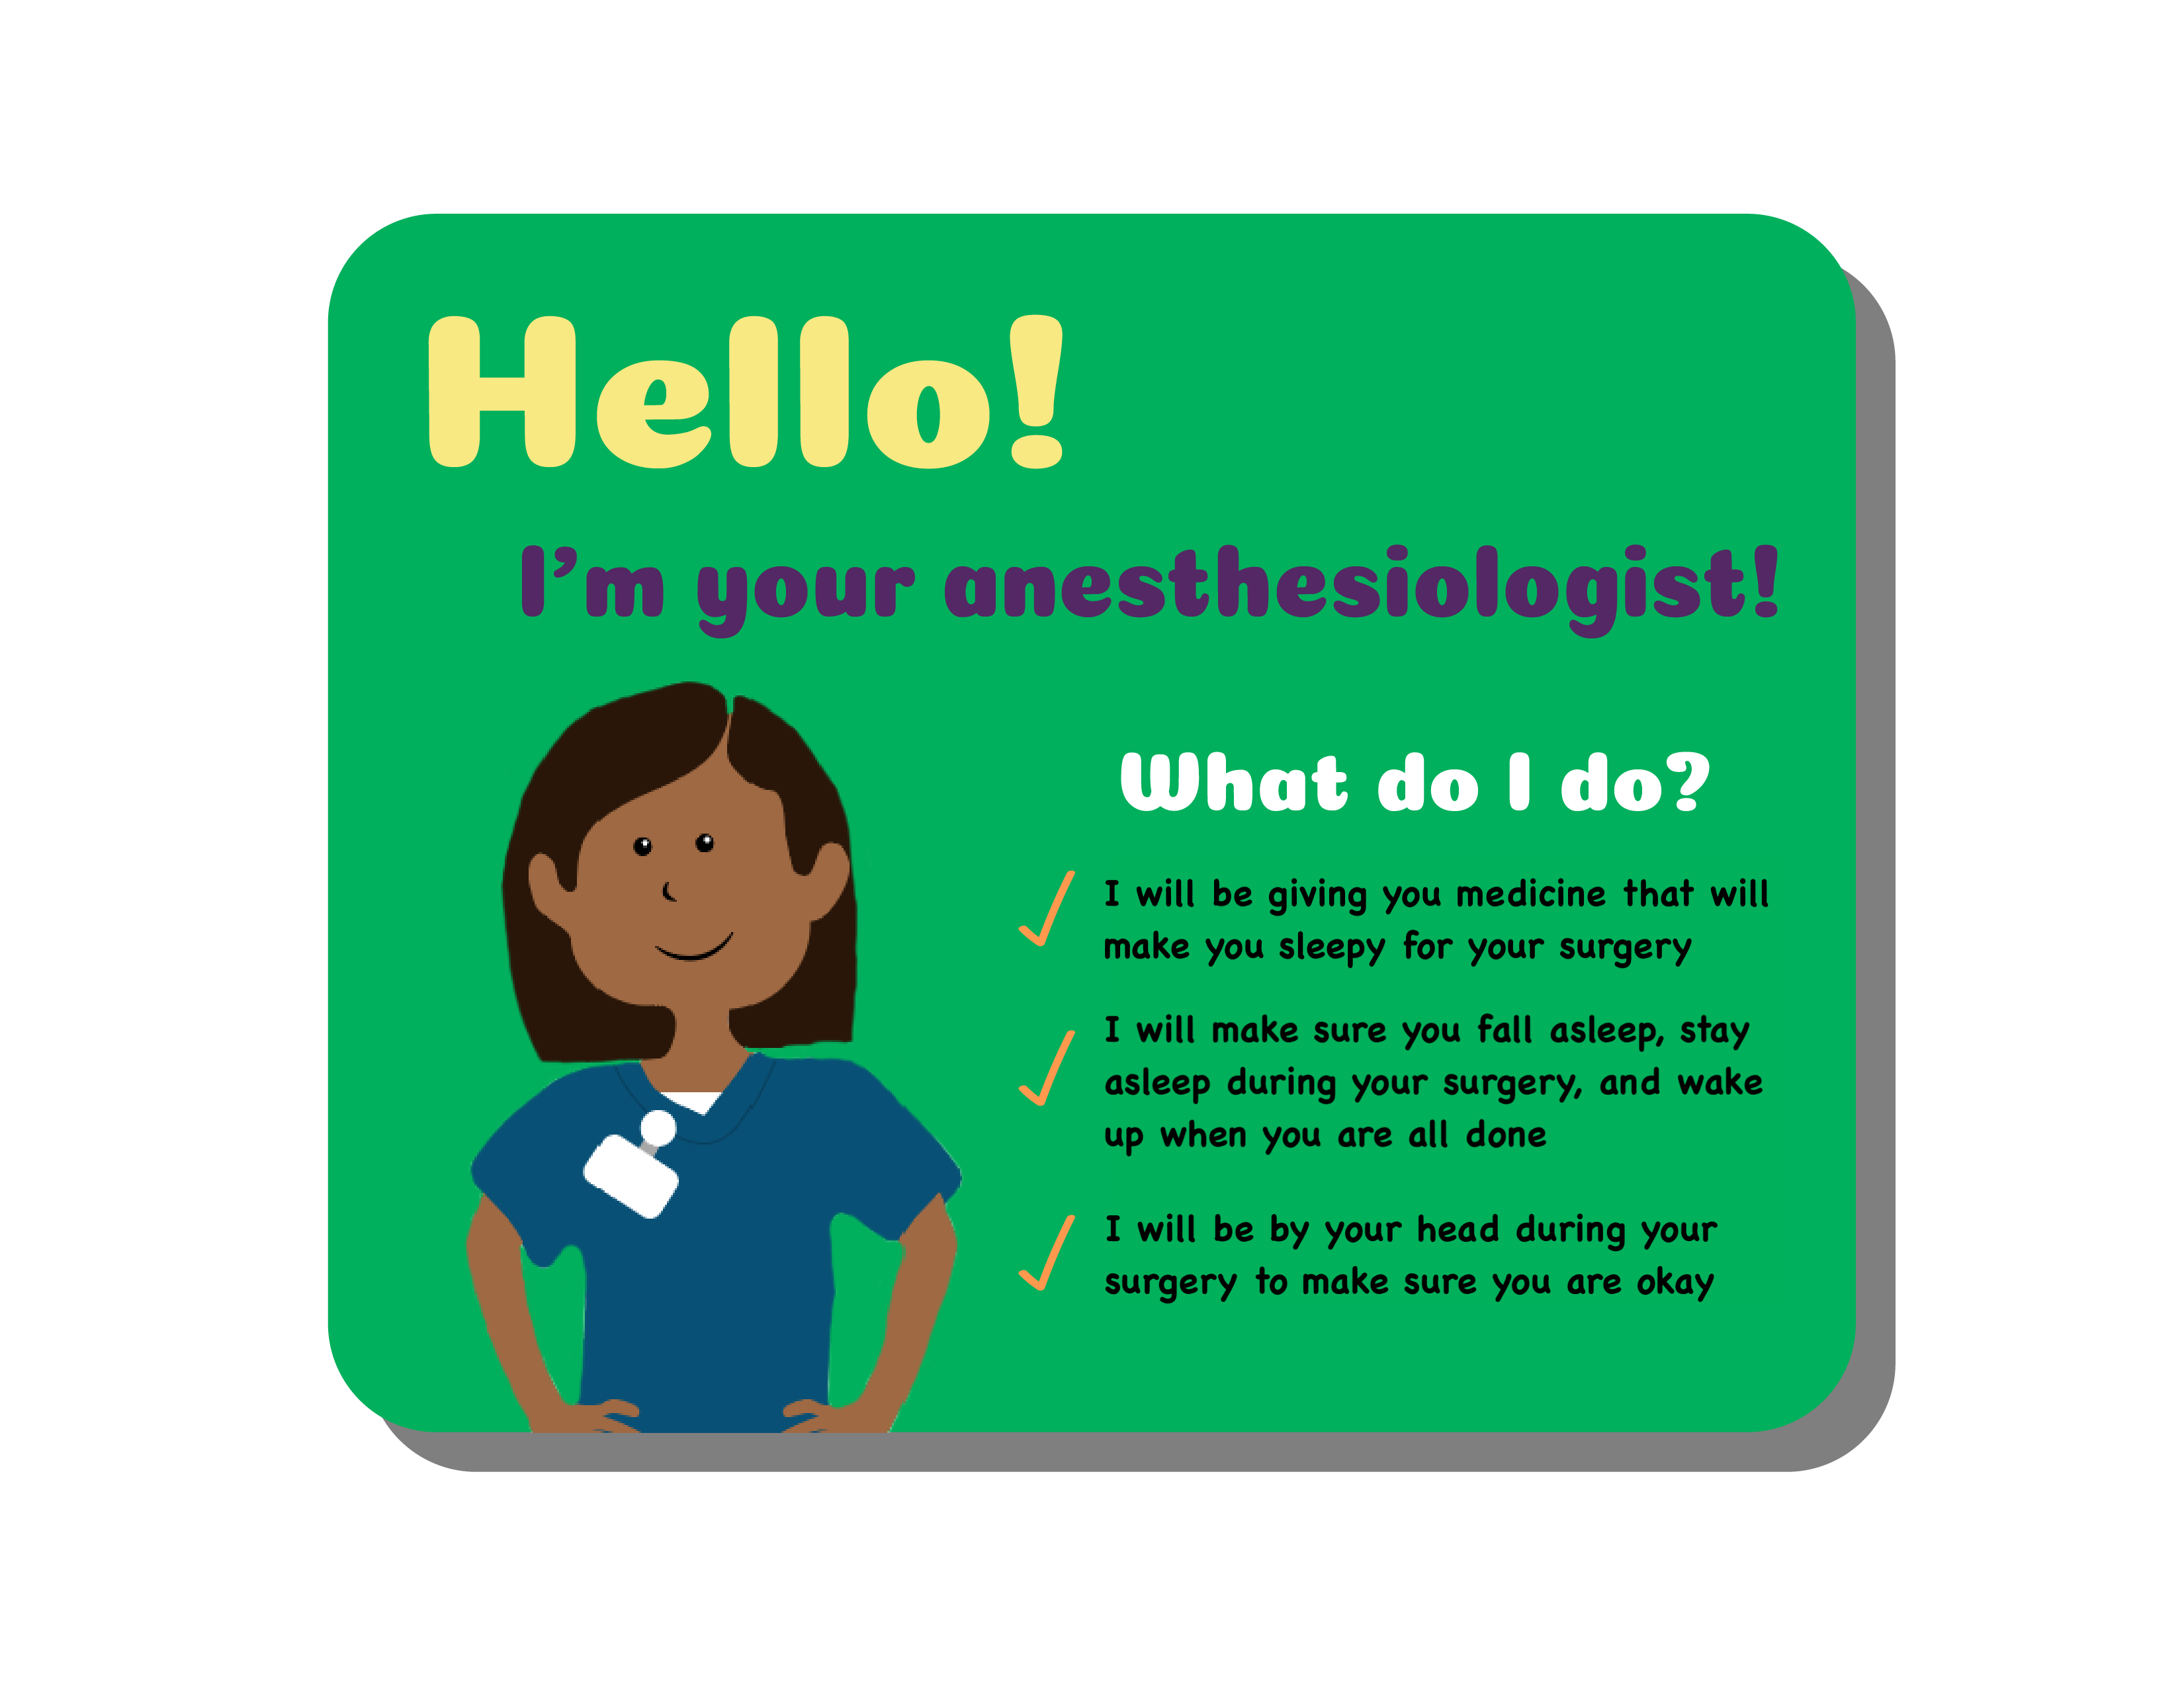 Hello!
I'm your anesthesiologist!
What do I do?
I will be giving you medicine that will
make you sleepy for your surgery
I will make sure you fall asleep, stay
asleep during your surgery, and wake
up when you are all done
I will be by your head during your
surgery to make sure you are okay